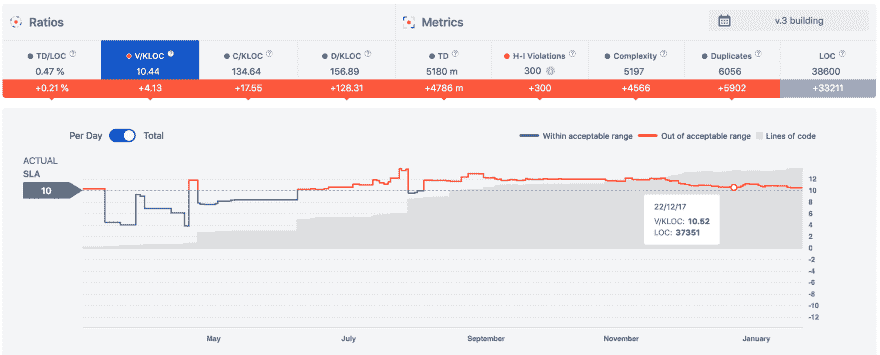 Ratios
Metrics
v.3 building
TD/LOC ? V/KLOC ? C/KLOC ? D/KLOC ? TD ? H-I Violations ? Complexity ? Duplicates ? LOC ?
0.47 % 10.44 134.64 156.89 5180 m 300 5197 6056 38600
+0.21 % +4.13 +17.55 +128.31 +4786 m +300 +4566 +5902 +33211
Per Day Total
Within acceptable range Out of acceptable range Lines of code
ACTUAL
SLA
10
12
10
8
6
4
2
0
-2
-4
-6
-8
-10
-12
22/12/17
V/KLOC: 10.52
LOC: 37351
May July September November January